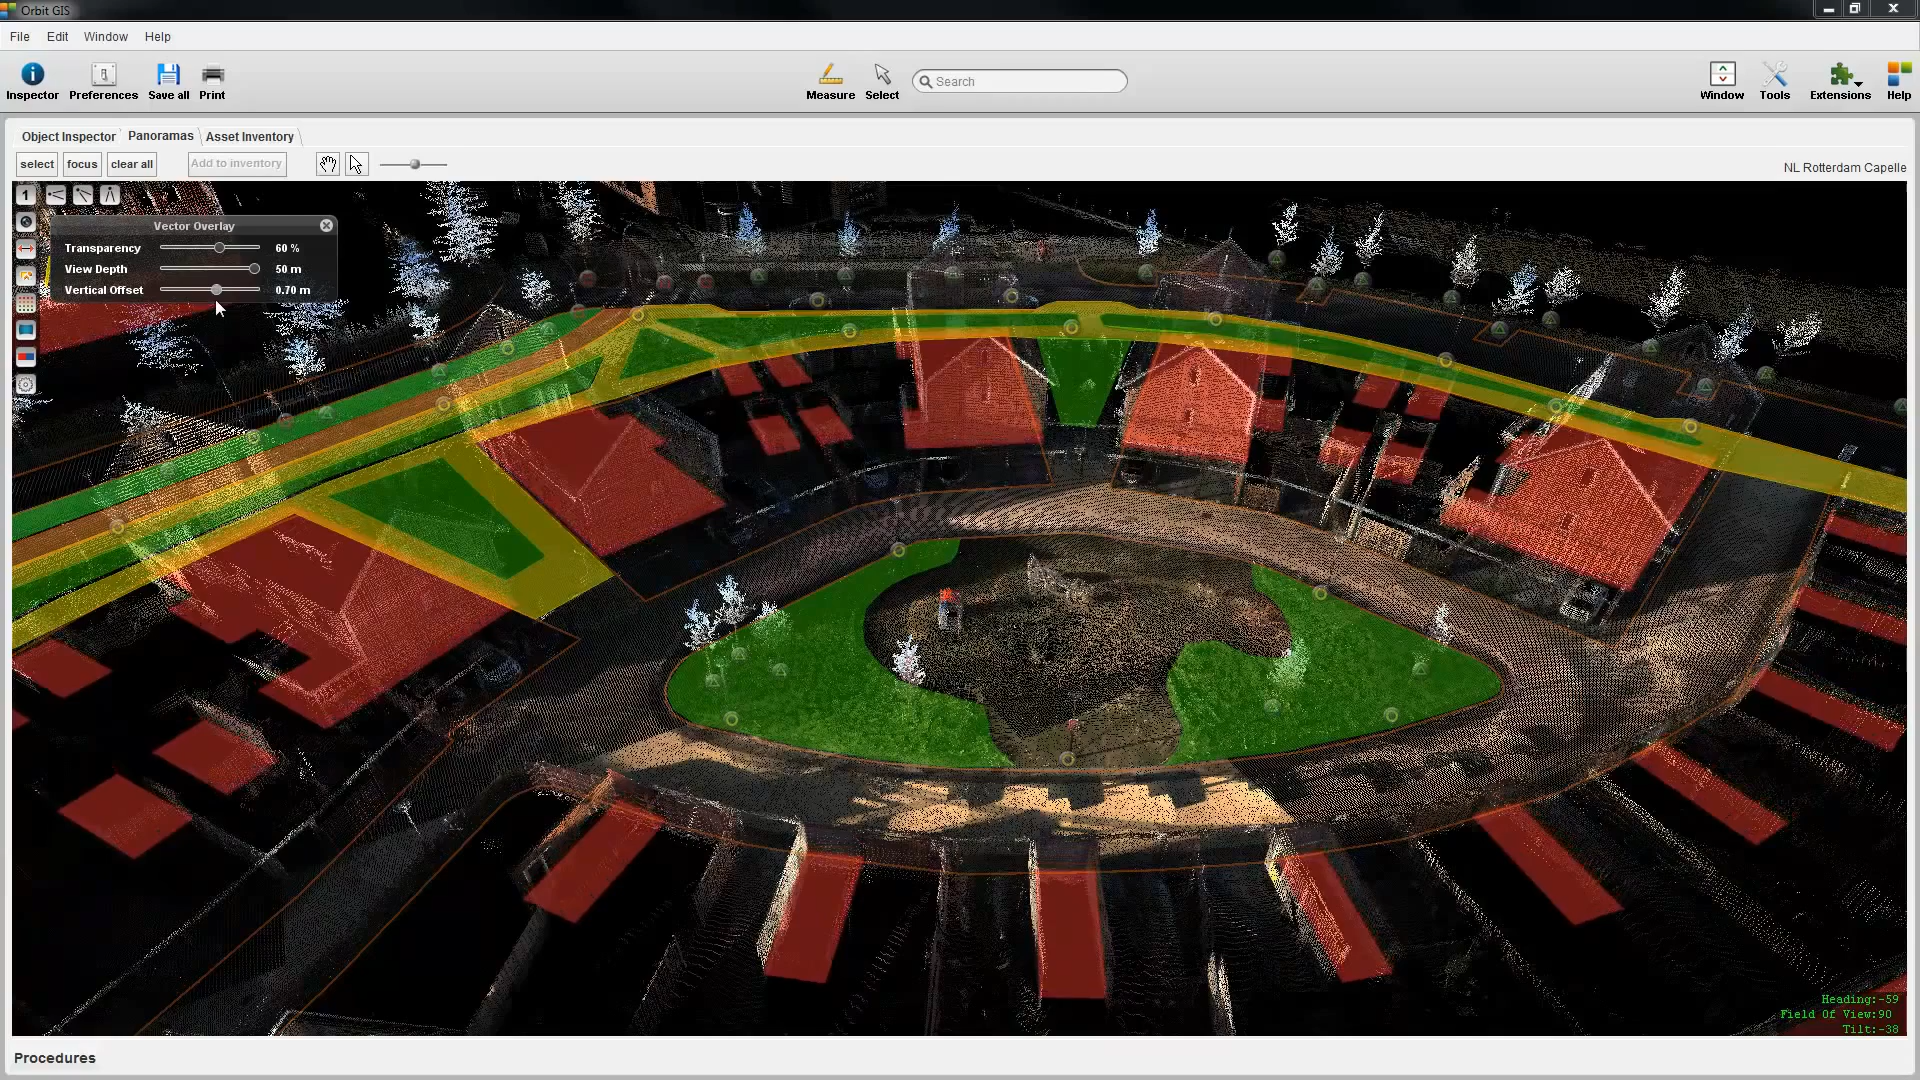 Orbit GIS
File Edit Window Help
Inspector Preferences Save all Print Measure Select Search Window Tools Extensions Help
Object Inspector Panoramas Asset Inventory
select focus clear all Add to inventory
NL Rotterdam Capelle
1
Vector Overlay
Transparency 60 %
View Depth 50 m
Vertical Offset 0.70 m
Heading:-59
Field Of View:90
Tilt:-38
Procedures